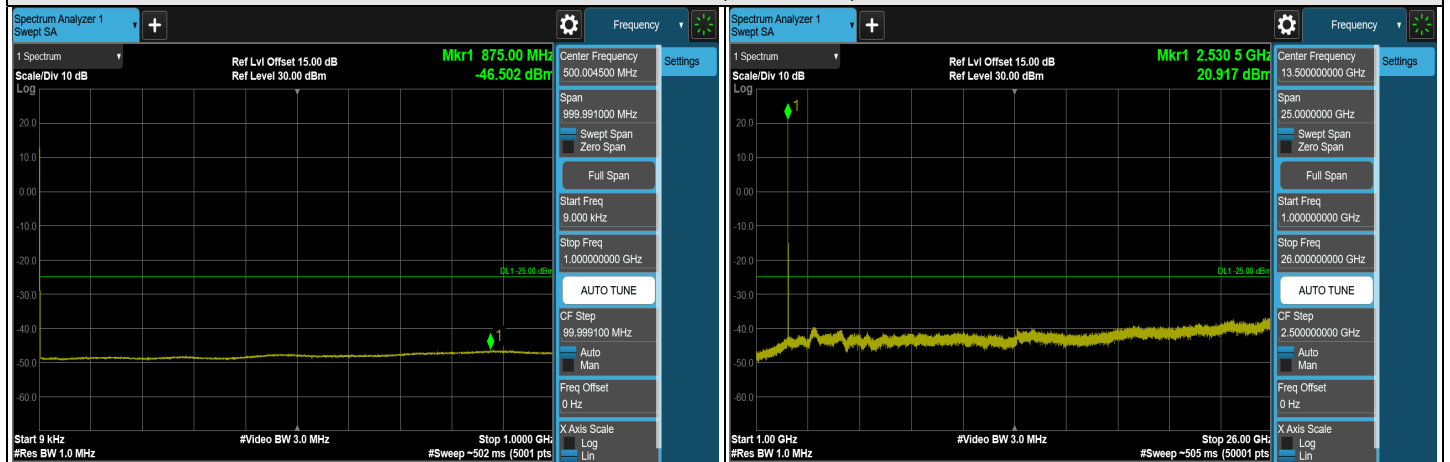 Spectrum Analyzer 1
Swept SA
+
Frequency
1 Spectrum
Scale/Div 10 dB
Log
Ref Lvl Offset 15.00 dB
Ref Level 30.00 dBm
Mkr1 875.00 MHz
-46.502 dBm
1
20.0
10.0
0.00
-10.0
-20.0
DL1 -25.00 dBm
-30.0
-40.0
-50.0
-60.0
Start 9 kHz
#Video BW 3.0 MHz
Stop 1.0000 GHz
#Res BW 1.0 MHz
#Sweep ~502 ms (5001 pts)
Center Frequency
500.004500 MHz
Settings
Span
999.991000 MHz
Swept Span
Zero Span
Full Span
Start Freq
9.000 kHz
Stop Freq
1.000000000 GHz
AUTO TUNE
CF Step
99.999100 MHz
Auto
Man
Freq Offset
0 Hz
X Axis Scale
Log
Lin
Spectrum Analyzer 1
Swept SA
+
Frequency
1 Spectrum
Scale/Div 10 dB
Log
Ref Lvl Offset 15.00 dB
Ref Level 30.00 dBm
Mkr1 2.530 5 GHz
20.917 dBm
1
20.0
10.0
0.00
-10.0
-20.0
DL1 -25.00 dBm
-30.0
-40.0
-50.0
-60.0
Start 1.00 GHz
#Video BW 3.0 MHz
Stop 26.00 GHz
#Res BW 1.0 MHz
#Sweep ~505 ms (50001 pts)
Center Frequency
13.500000000 GHz
Settings
Span
25.0000000 GHz
Swept Span
Zero Span
Full Span
Start Freq
1.000000000 GHz
Stop Freq
26.000000000 GHz
AUTO TUNE
CF Step
2.500000000 GHz
Auto
Man
Freq Offset
0 Hz
X Axis Scale
Log
Lin